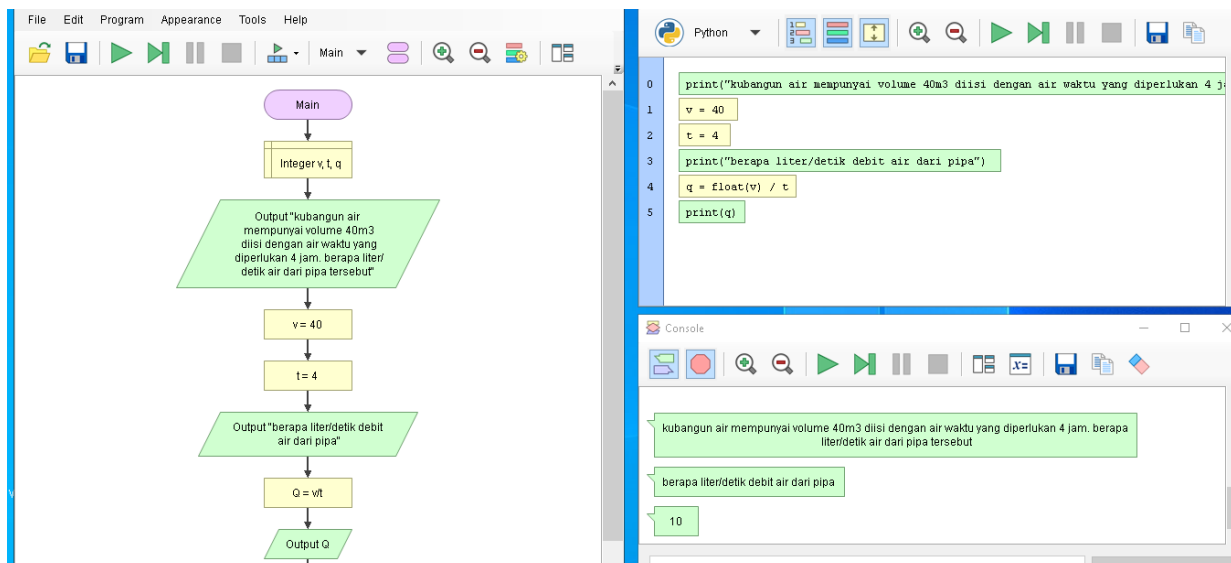 File Edit Program Appearance Tools Help
Main
Main
Integer v, t, q
Output "kubangun air
mempunyai volume 40m3
diisi dengan air waktu yang
diperlukan 4 jam. berapa liter/
detik air dari pipa tersebut"
v = 40
t = 4
Output "berapa liter/detik debit
air dari pipa"
Q = v/t
Output Q
Python
0 print("kubangun air mempunyai volume 40m3 diisi dengan air waktu yang diperlukan 4 j
1 v = 40
2 t = 4
3 print("berapa liter/detik debit air dari pipa")
4 q = float(v) / t
5 print(q)
Console
x=
kubangun air mempunyai volume 40m3 diisi dengan air waktu yang diperlukan 4 jam. berapa
liter/detik air dari pipa tersebut
berapa liter/detik debit air dari pipa
10